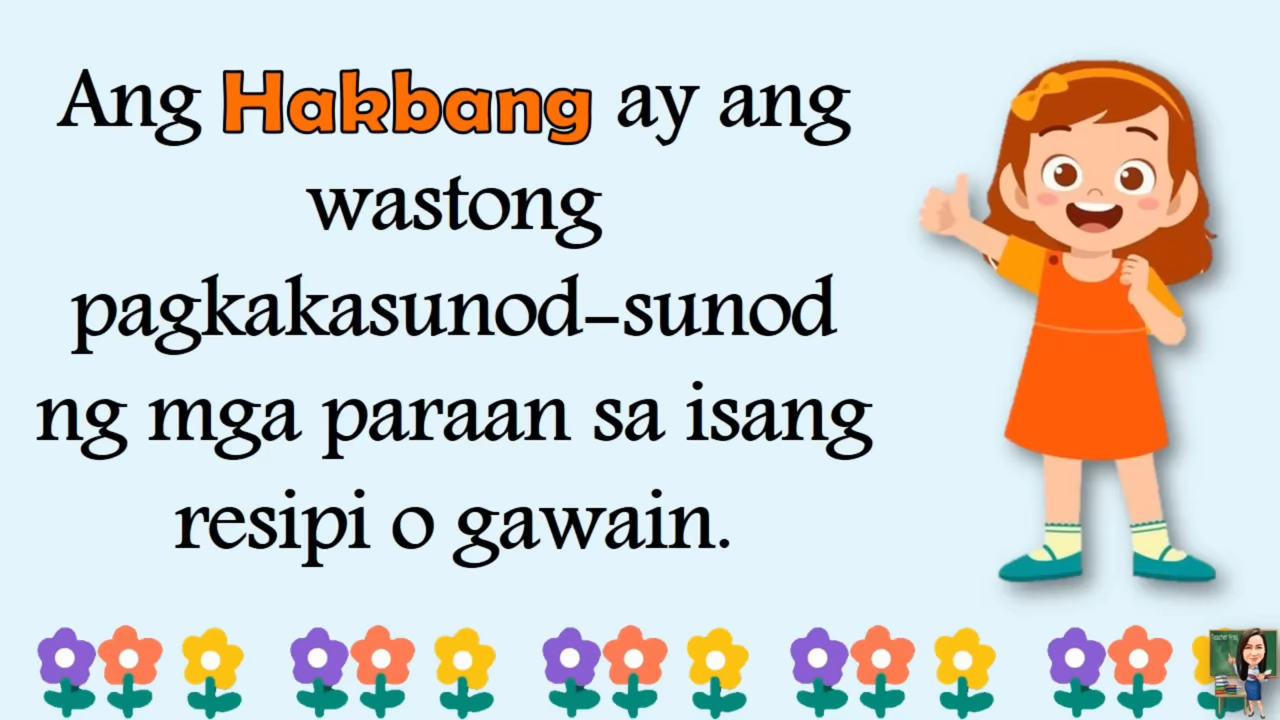 Ang Hakbang ay ang
wastong
pagkakasunod-sunod
ng mga paraan sa isang
resipi o gawain.